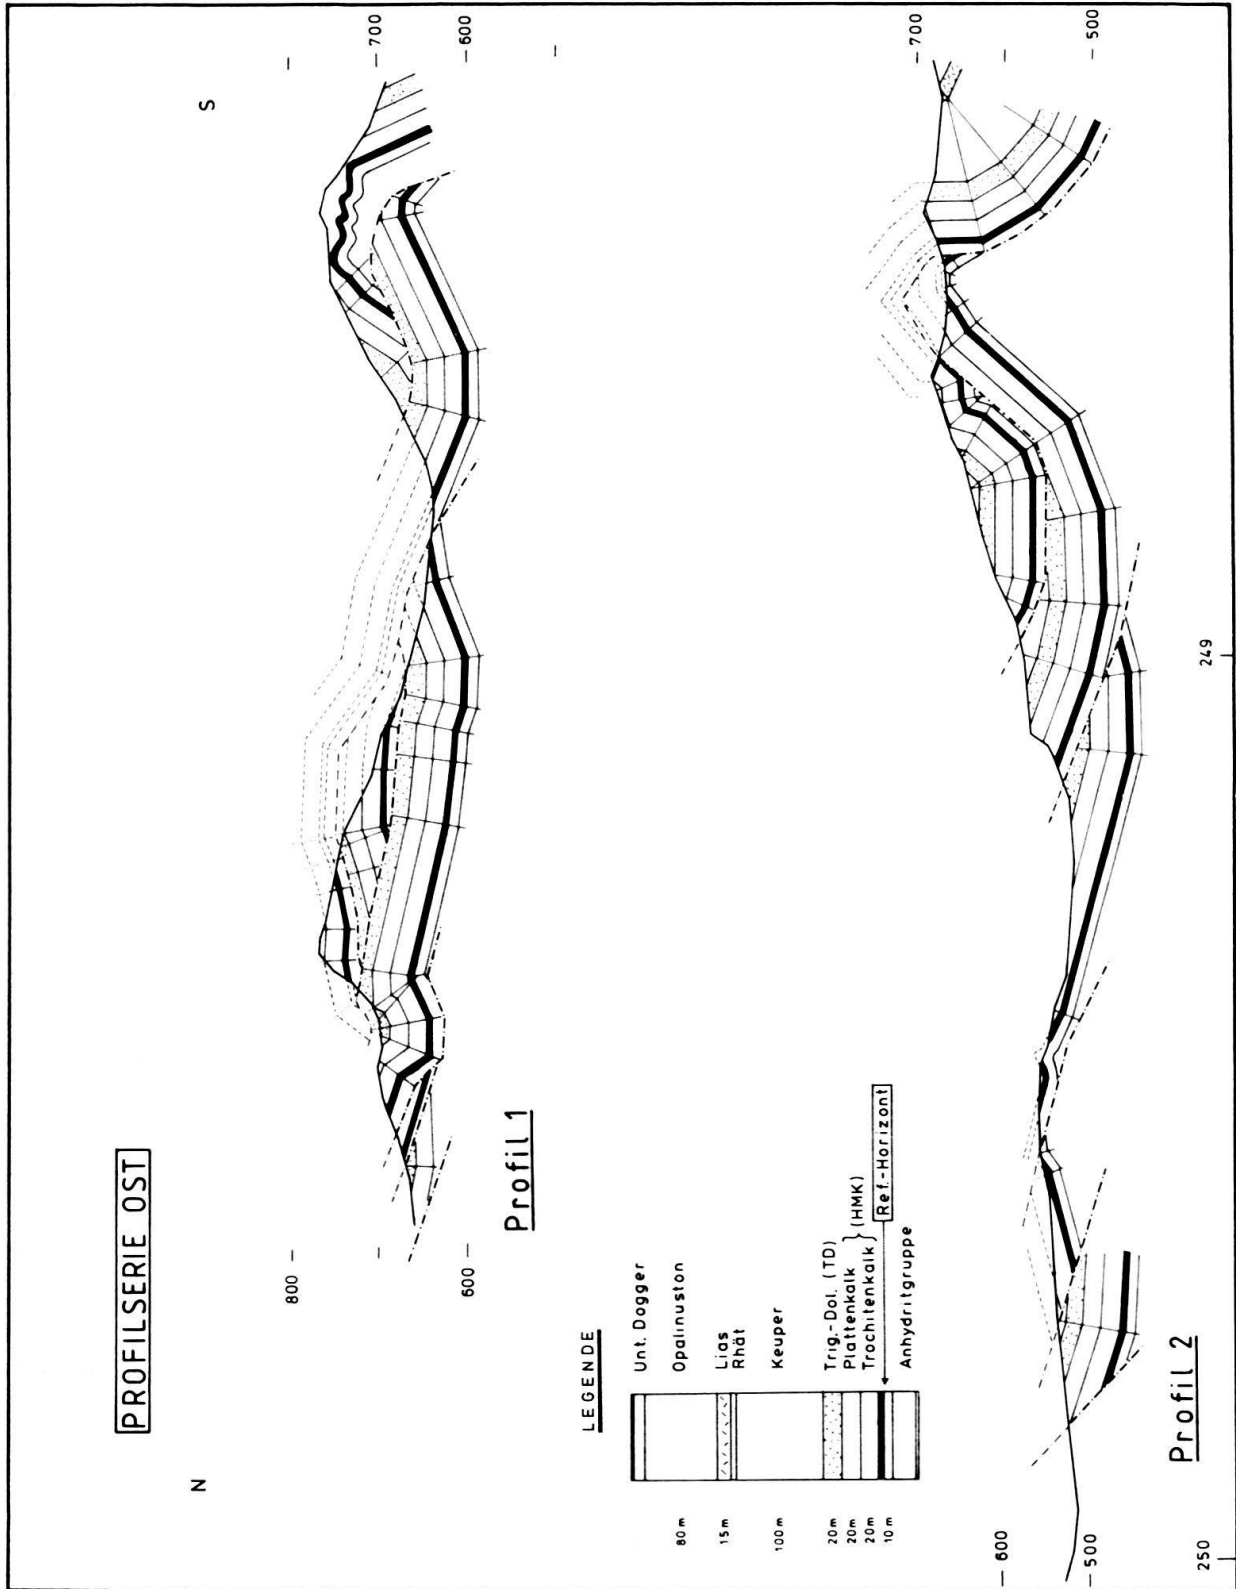 PROFILSERIE OST
N
S
800
600
700
600
Profil 1
LEGENDE
Unt. Dogger
80 m Opalinuston
15 m Lias
Rhät
100 m Keuper
20 m Trig.-Dol. (TD)
20 m Plattenkalk
20 m Trochitenkalk
(HMK)
Ref.-Horizont
10 m
Anhydritgruppe
700
500
600
500
Profil 2
250
249